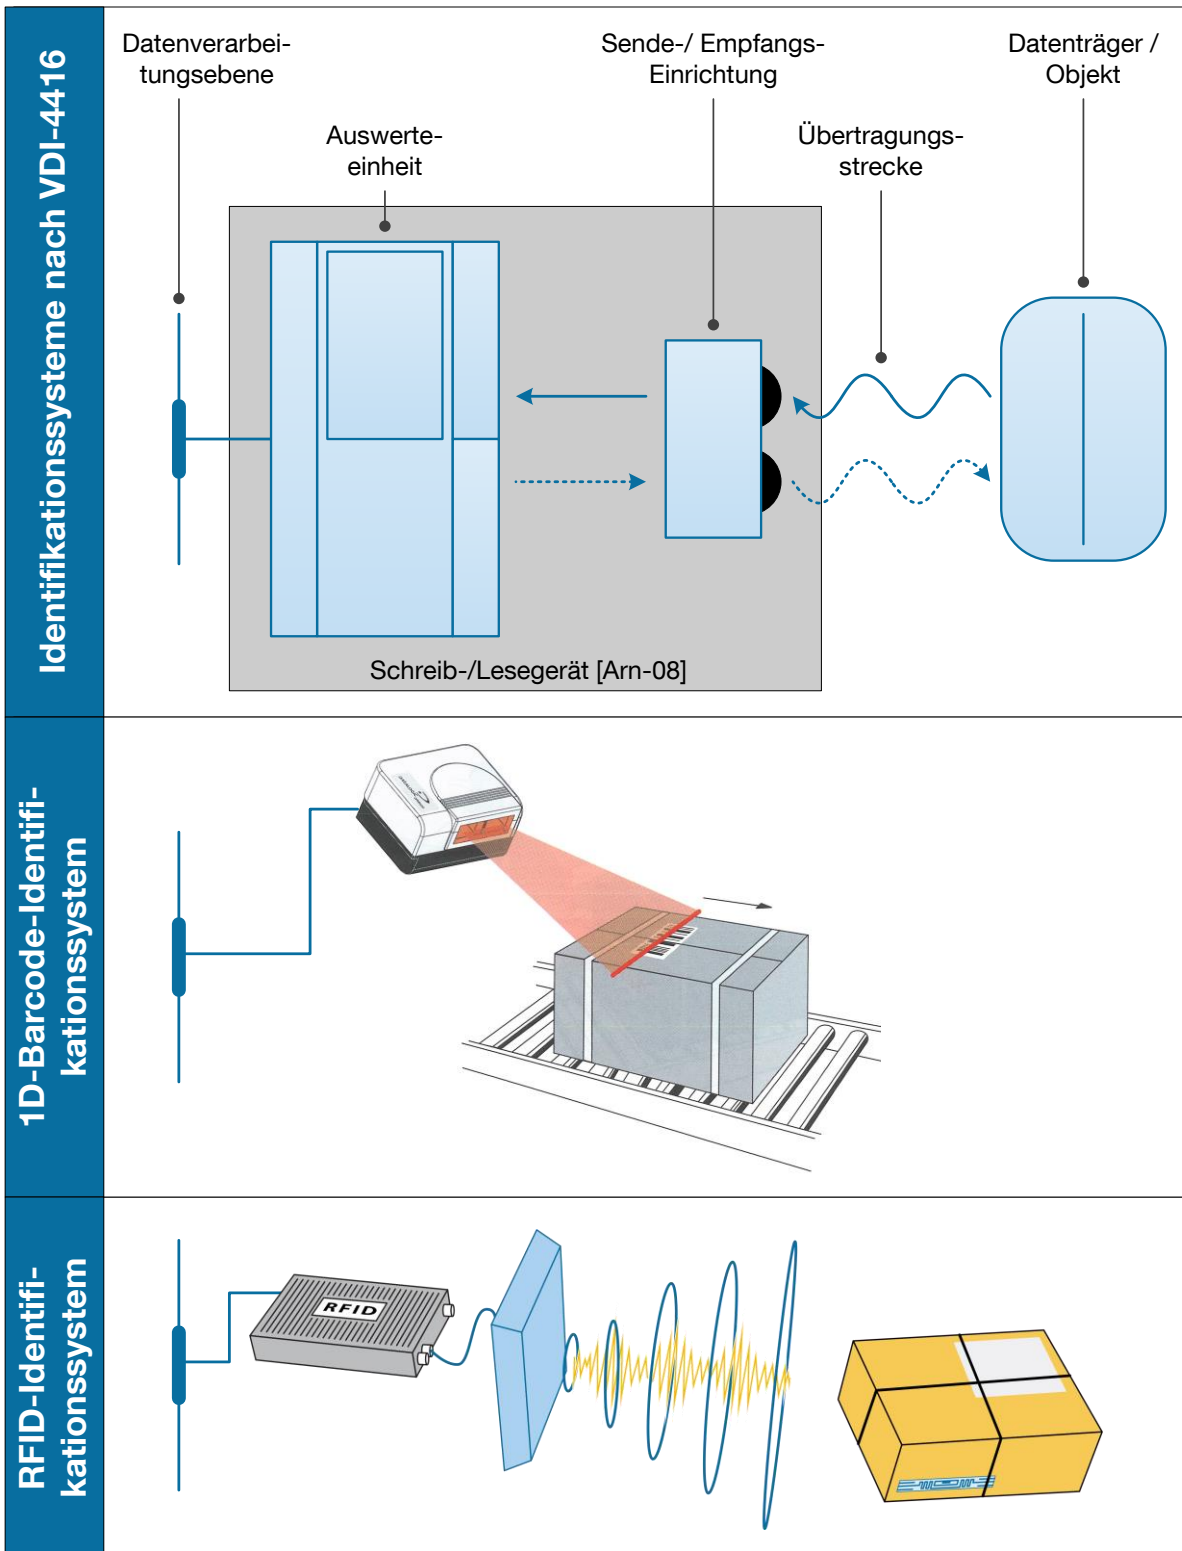 Identifikationssysteme nach VDI-4416
Datenverarbei-
tungsebene
Sende-/ Empfangs-
Einrichtung
Datenträger /
Objekt
Auswerte-
einheit
Übertragungs-
strecke
Schreib-/Lesegerät [Arn-08]
1D-Barcode-Identifi-
kationssystem
RFID-Identifi-
kationssystem
RFID